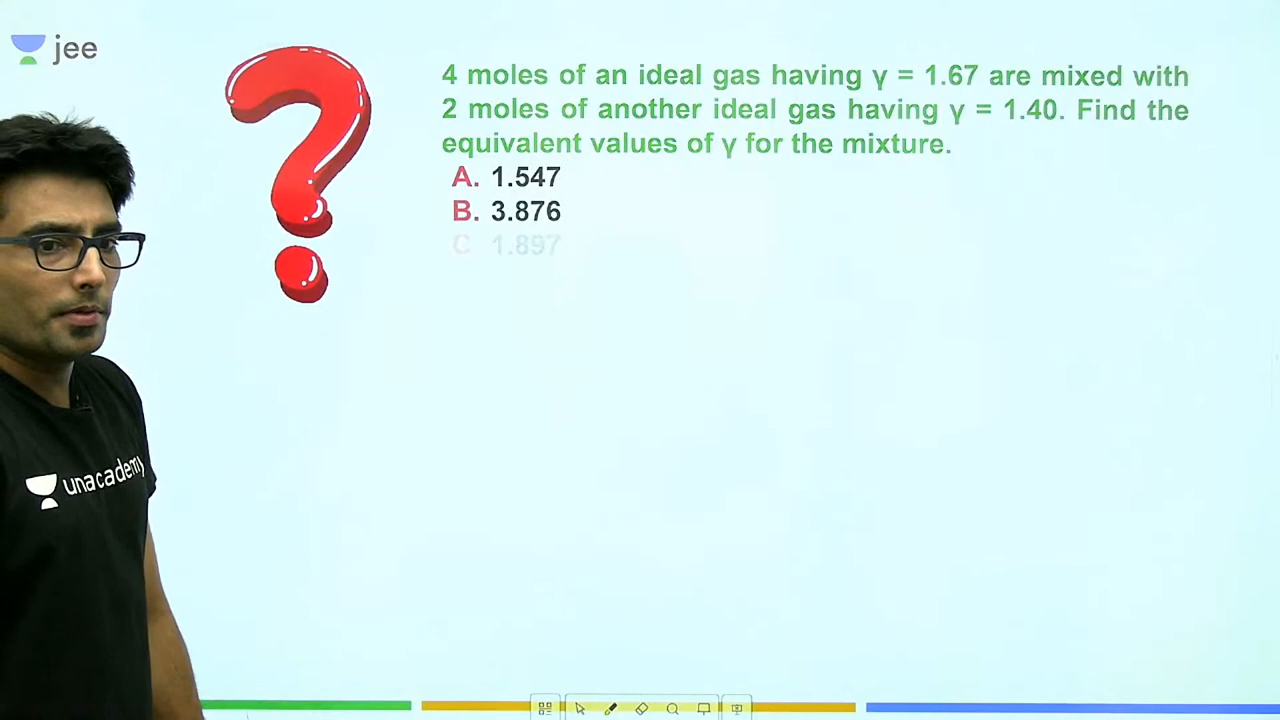 jee
4 moles of an ideal gas having γ = 1.67 are mixed with
2 moles of another ideal gas having γ = 1.40. Find the
equivalent values of γ for the mixture.
A. 1.547
B. 3.876
C 1.897
unacademy